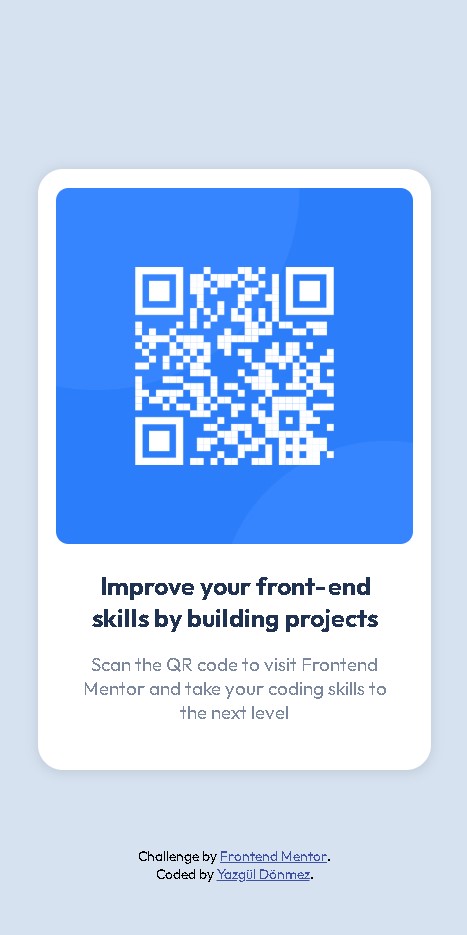 Improve your front-end
skills by building projects
Scan the QR code to visit Frontend
Mentor and take your coding skills to
the next level
Challenge by Frontend Mentor.
Coded by Yazgül Dönmez.